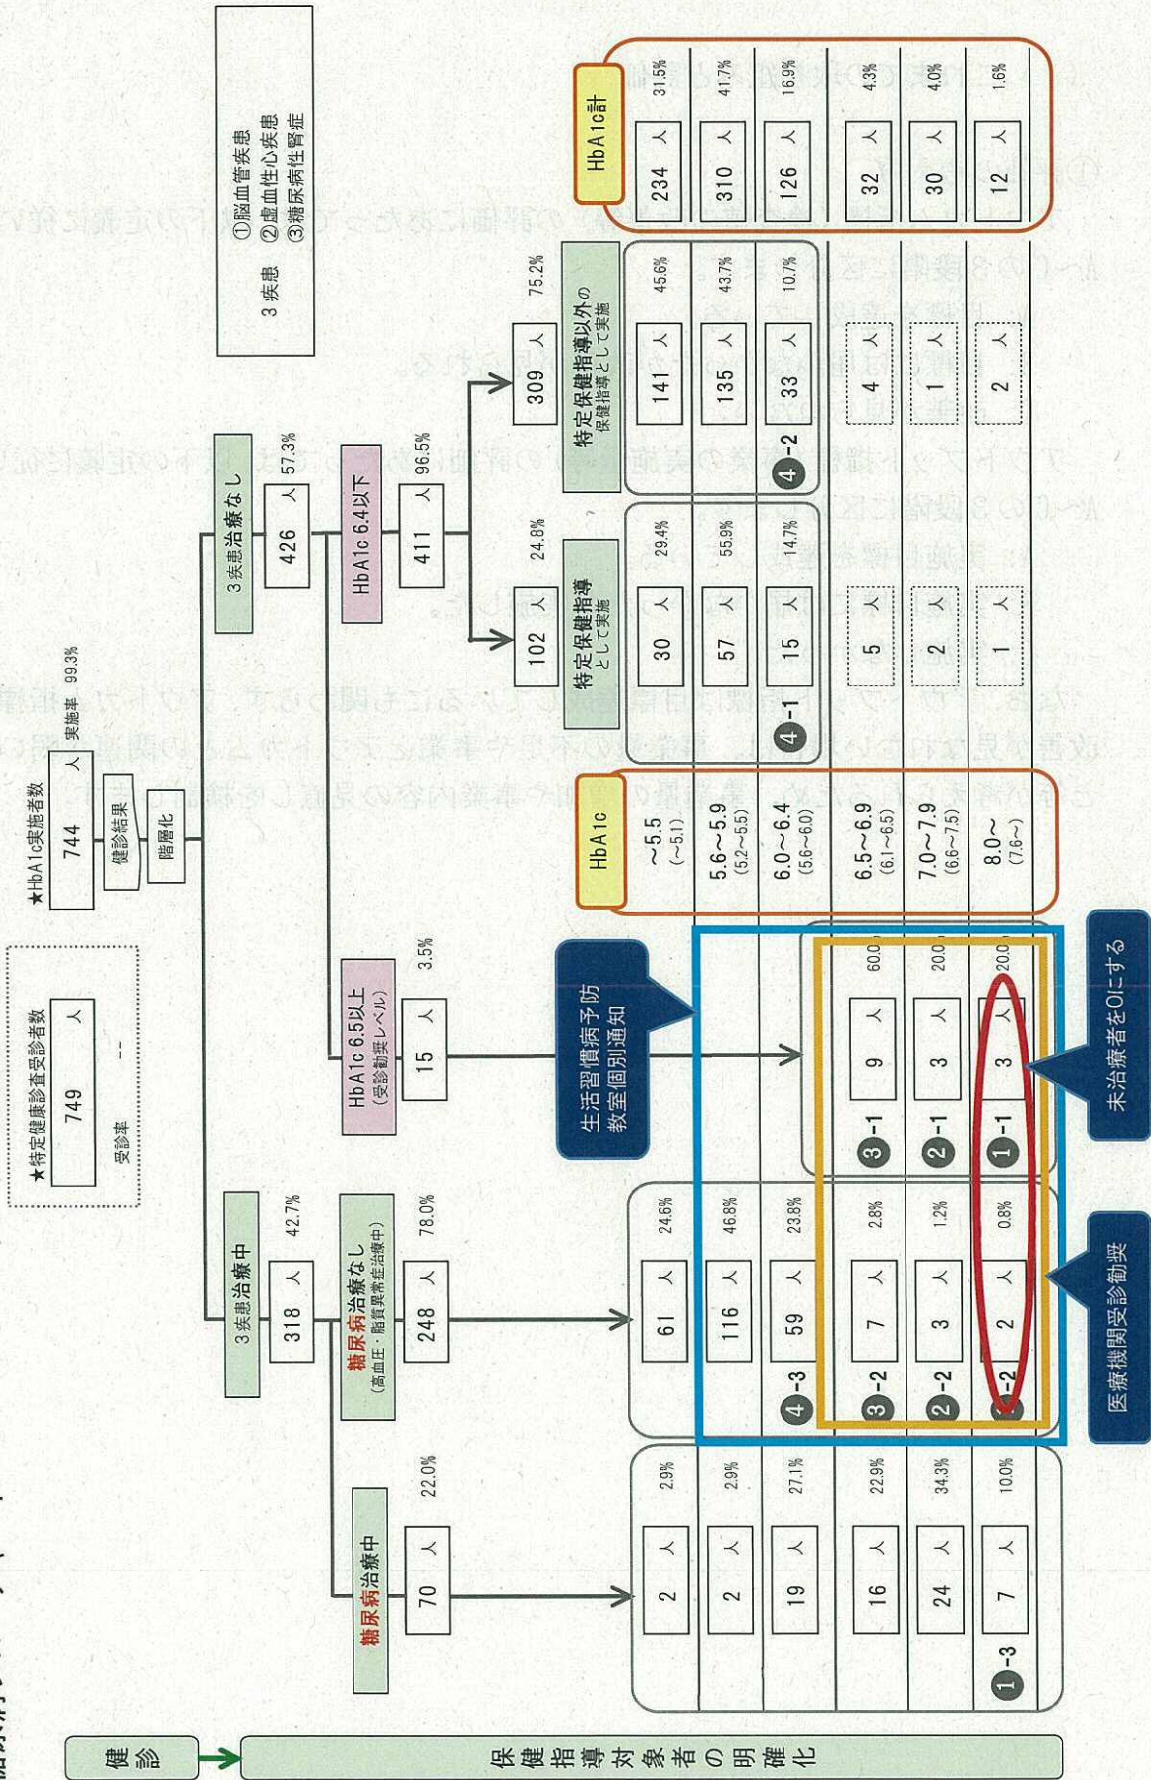 糖尿病
健診
保健指導対象者の明確化
★特定健康診査受診者数
749 人
受診率 --
★HbA1c実施者数
744 人 実施率 99.3%
健診結果
階層化
3疾患 ①脳血管疾患
②虚血性心疾患
③糖尿病性腎症
3疾患治療中
318 人 42.7%
3疾患治療なし
426 人 57.3%
糖尿病治療中
70 人 22.0%
糖尿病治療なし
(高血圧・脂質異常症治療中)
248 人 78.0%
HbA1c 6.5以上
(受診勧奨レベル)
15 人 3.5%
HbA1c 6.4以下
411 人 96.5%
102 人 24.8%
309 人 75.2%
生活習慣病予防
教室個別通知
HbA1c
特定保健指導
として実施
特定保健指導以外の
保健指導として実施
HbA1c計
2 人 2.9% 61 人 24.6% ～5.5 30 人 29.4% 141 人 45.6% 234 人 31.5%
(～5.1)
2 人 2.9% 116 人 46.8% 5.6～5.9 57 人 55.9% 135 人 43.7% 310 人 41.7%
(5.2～5.5)
19 人 27.1% ❹-3 59 人 23.8% 6.0～6.4 ❹-1 15 人 14.7% ❹-2 33 人 10.7% 126 人 16.9%
(5.6～6.0)
16 人 22.9% ❸-2 7 人 2.8% ❸-1 9 人 60.0% 6.5～6.9 5 人 4 人 32 人 4.3%
(6.1～6.5)
24 人 34.3% ❷-2 3 人 1.2% ❷-1 3 人 20.0% 7.0～7.9 2 人 1 人 30 人 4.0%
(6.6～7.5)
❶-3 7 人 10.0% ❶-2 2 人 0.8% ❶-1 3 人 20.0% 8.0～ 1 人 2 人 12 人 1.6%
(7.6～)
医療機関受診勧奨
未治療者を0にする